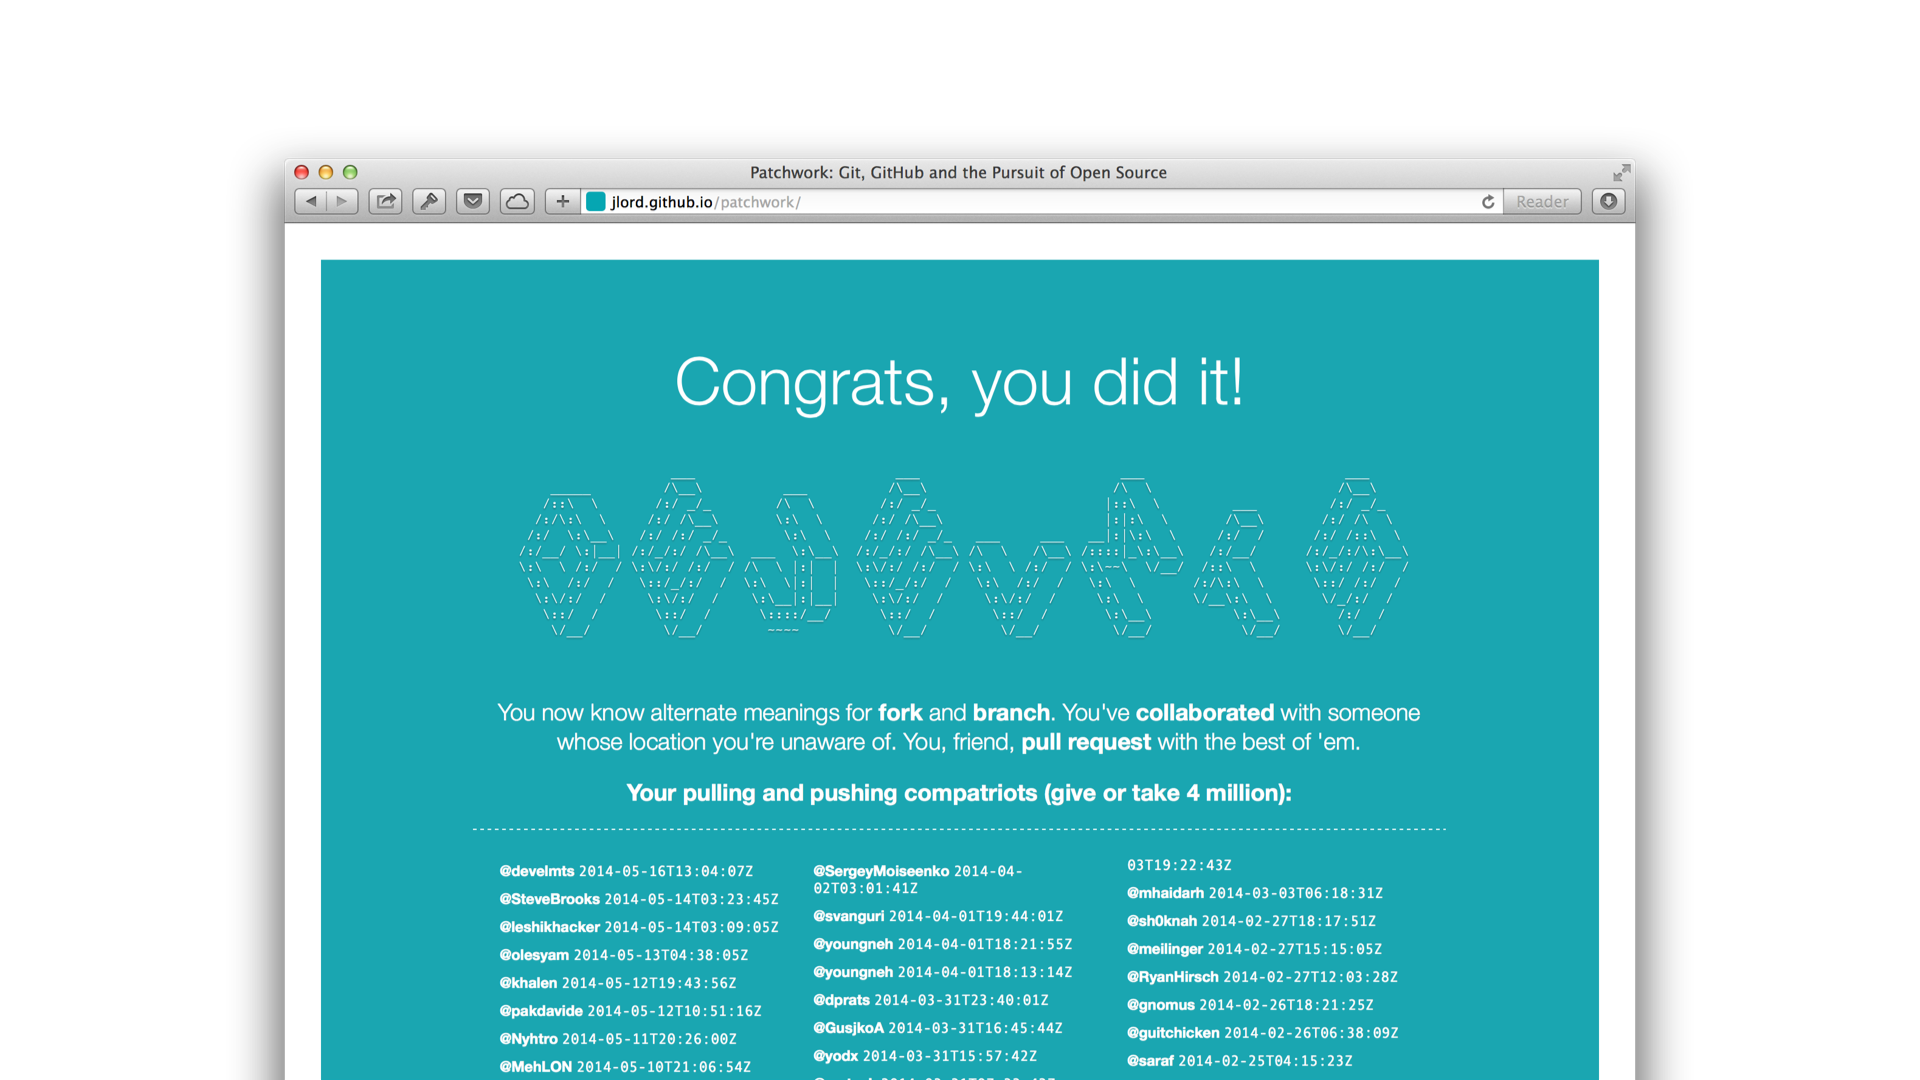 Patchwork: Git, GitHub and the Pursuit of Open Source
jlord.github.io/patchwork/
Reader
Congrats, you did it!
You now know alternate meanings for fork and branch. You've collaborated with someone
whose location you're unaware of. You, friend, pull request with the best of 'em.
Your pulling and pushing compatriots (give or take 4 million):
@develmts 2014-05-16T13:04:07Z
@SteveBrooks 2014-05-14T03:23:45Z
@leshikhacker 2014-05-14T03:09:05Z
@olesyam 2014-05-13T04:38:05Z
@khalen 2014-05-12T19:43:56Z
@pakdavide 2014-05-12T10:51:16Z
@Nyhtro 2014-05-11T20:26:00Z
@MehLON 2014-05-10T21:06:54Z
@SergeyMoiseenko 2014-04-
02T03:01:41Z
@svanguri 2014-04-01T19:44:01Z
@youngneh 2014-04-01T18:21:55Z
@youngneh 2014-04-01T18:13:14Z
@dprats 2014-03-31T23:40:01Z
@GusjkoA 2014-03-31T16:45:44Z
@yodx 2014-03-31T15:57:42Z
03T19:22:43Z
@mhaidarh 2014-03-03T06:18:31Z
@sh0knah 2014-02-27T18:17:51Z
@meilinger 2014-02-27T15:15:05Z
@RyanHirsch 2014-02-27T12:03:28Z
@gnomus 2014-02-26T18:21:25Z
@guitchicken 2014-02-26T06:38:09Z
@saraf 2014-02-25T04:15:23Z